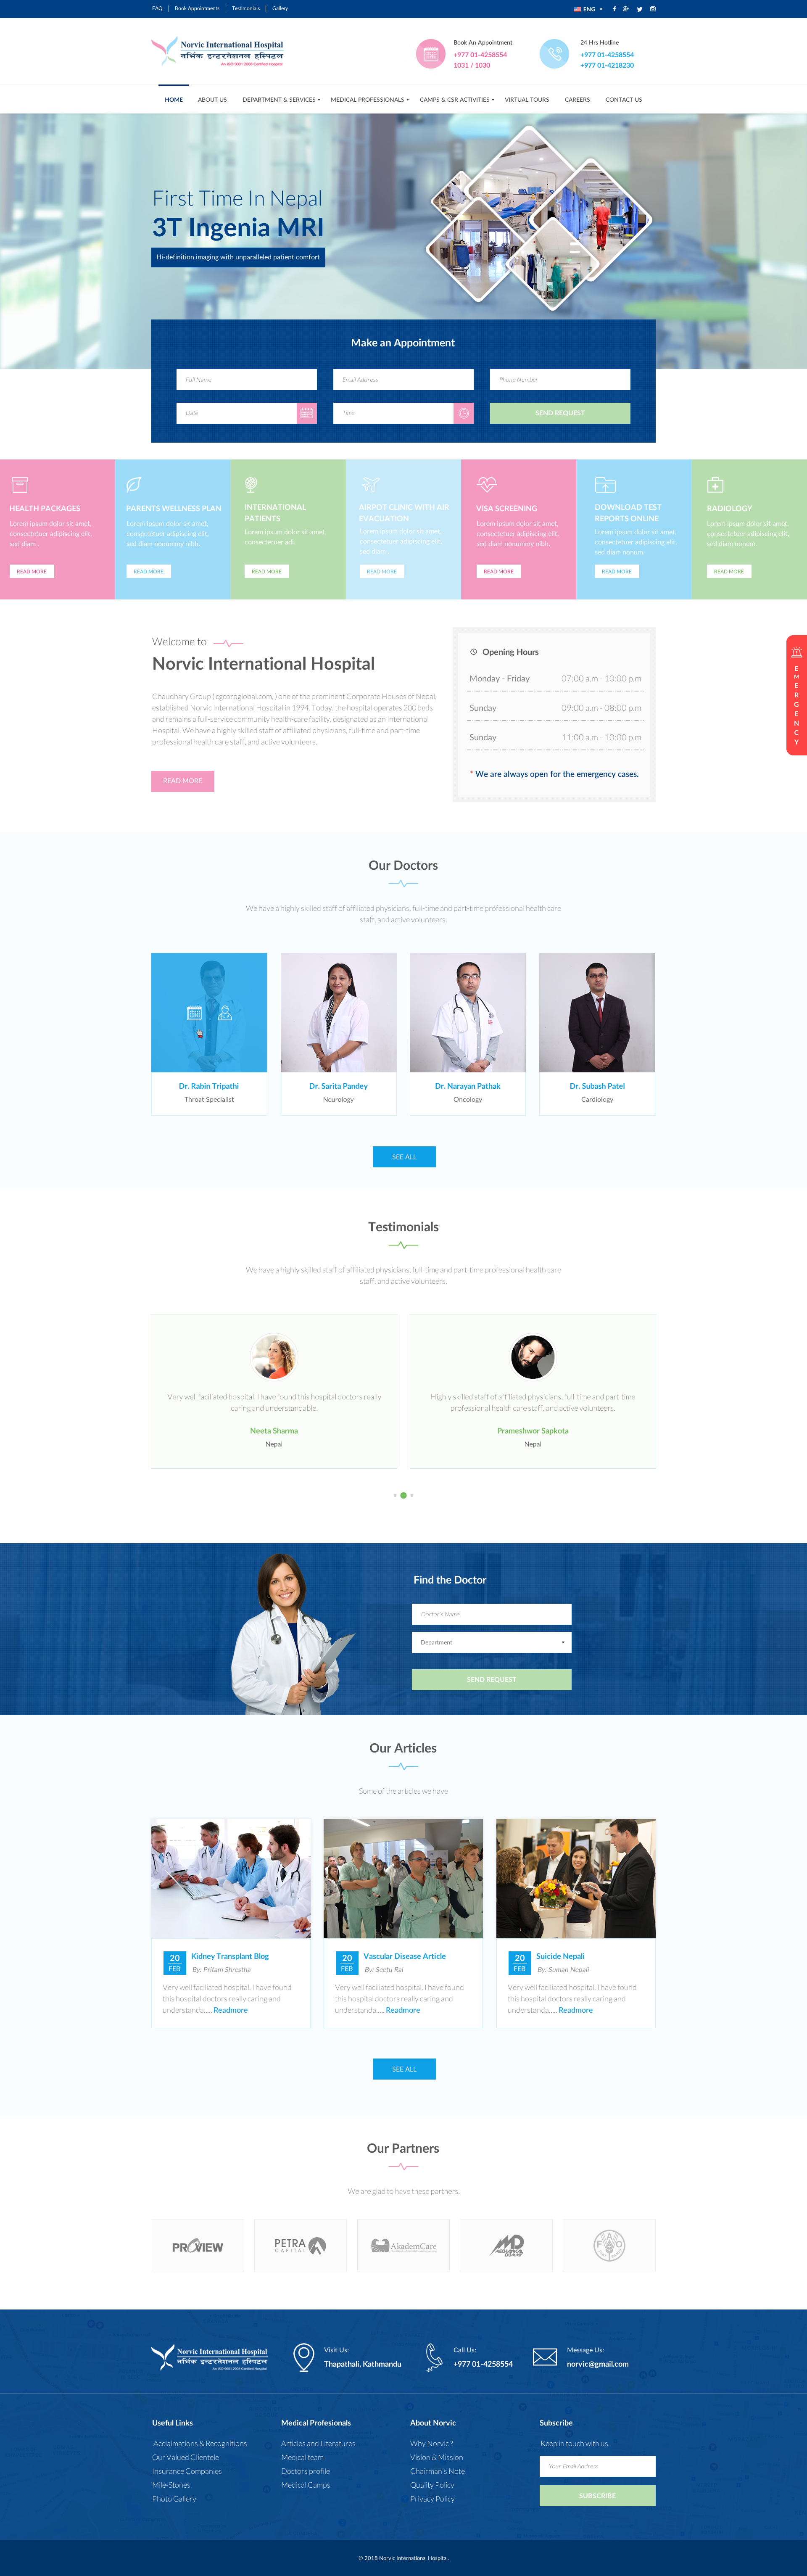 FAQ | Book Appointments | Testimonials | Gallery
ENG
Norvic International Hospital
नर्भिक इन्टरनेशनल हस्पिटल
An ISO 9001:2008 Certified Hospital
Book An Appointment
+977 01-4258554
1031 / 1030
24 Hrs Hotline
+977 01-4258554
+977 01-4218230
HOME ABOUT US DEPARTMENT & SERVICES MEDICAL PROFESSIONALS CAMPS & CSR ACTIVITIES VIRTUAL TOURS CAREERS CONTACT US
First Time In Nepal
3T Ingenia MRI
Hi-definition imaging with unparalleled patient comfort
Make an Appointment
Full Name
Email Address
Phone Number
Date
Time
SEND REQUEST
HEALTH PACKAGES
Lorem ipsum dolor sit amet,
consectetuer adipiscing elit,
sed diam .
READ MORE
PARENTS WELLNESS PLAN
Lorem ipsum dolor sit amet,
consectetuer adipiscing elit,
sed diam nonummy nibh.
READ MORE
INTERNATIONAL
PATIENTS
Lorem ipsum dolor sit amet,
consectetuer adi.
READ MORE
AIRPOT CLINIC WITH AIR
EVACUATION
Lorem ipsum dolor sit amet,
consectetuer adipiscing elit,
sed diam.
READ MORE
VISA SCREENING
Lorem ipsum dolor sit amet,
consectetuer adipiscing elit,
sed diam nonummy nibh.
READ MORE
DOWNLOAD TEST
REPORTS ONLINE
Lorem ipsum dolor sit amet,
consectetuer adipiscing elit,
sed diam nonum.
READ MORE
RADIOLOGY
Lorem ipsum dolor sit amet,
consectetuer adipiscing elit,
sed diam nonum.
READ MORE
EMERGENCY
Welcome to
Norvic International Hospital
Chaudhary Group ( cgcorpglobal.com, ) one of the prominent Corporate Houses of Nepal,
established Norvic International Hospital in 1994. Today, the hospital operates 200 beds
and remains a full-service community health-care facility, designated as an International
Hospital. We have a highly skilled staff of affiliated physicians, full-time and part-time
professional health care staff, and active volunteers.
READ MORE
Opening Hours
Monday - Friday 07:00 a.m - 10:00 p.m
Sunday 09:00 a.m - 08:00 p.m
Sunday 11:00 a.m - 10:00 p.m
* We are always open for the emergency cases.
Our Doctors
We have a highly skilled staff of affiliated physicians, full-time and part-time professional health care
staff, and active volunteers.
Dr. Rabin Tripathi
Throat Specialist
Dr. Sarita Pandey
Neurology
Dr. Narayan Pathak
Oncology
Dr. Subash Patel
Cardiology
SEE ALL
Testimonials
We have a highly skilled staff of affiliated physicians, full-time and part-time professional health care
staff, and active volunteers.
Very well faciliated hospital. I have found this hospital doctors really
caring and understandable.
Neeta Sharma
Nepal
Highly skilled staff of affiliated physicians, full-time and part-time
professional health care staff, and active volunteers.
Prameshwor Sapkota
Nepal
Find the Doctor
Doctor's Name
Department
SEND REQUEST
Our Articles
Some of the articles we have
20
FEB
Kidney Transplant Blog
By: Pritam Shrestha
Very well faciliated hospital. I have found
this hospital doctors really caring and
understanda..... Readmore
20
FEB
Vascular Disease Article
By: Seetu Rai
Very well faciliated hospital. I have found
this hospital doctors really caring and
understanda..... Readmore
20
FEB
Suicide Nepali
By: Suman Nepali
Very well faciliated hospital. I have found
this hospital doctors really caring and
understanda..... Readmore
SEE ALL
Our Partners
We are glad to have these partners.
PROVIEW
PETRA
CAPITAL
AkademCare
MD
FAO
Norvic International Hospital
नर्भिक इन्टरनेशनल हस्पिटल
An ISO 9001:2008 Certified Hospital
Visit Us:
Thapathali, Kathmandu
Call Us:
+977 01-4258554
Message Us:
norvic@gmail.com
Useful Links
Acclaimations & Recognitions
Our Valued Clientele
Insurance Companies
Mile-Stones
Photo Gallery
Medical Profesionals
Articles and Literatures
Medical team
Doctors profile
Medical Camps
About Norvic
Why Norvic ?
Vision & Mission
Chairman's Note
Quality Policy
Privacy Policy
Subscribe
Keep in touch with us.
Your Email Address
SUBSCRIBE
© 2018 Norvic International Hospital.